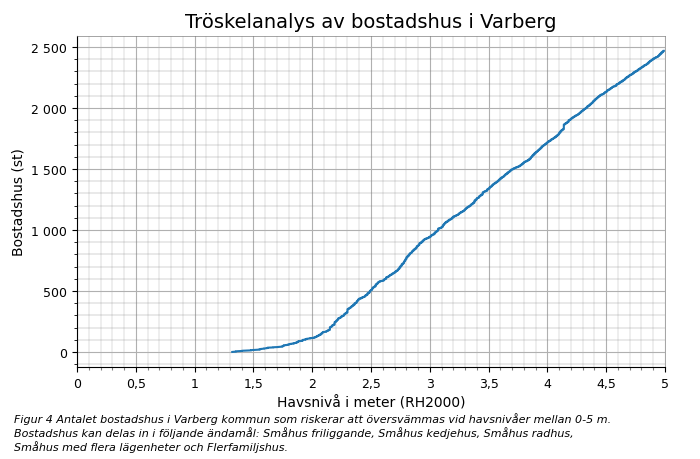 Tröskelanalys av bostadshus i Varberg
Bostadshus (st)
2 500
2 000
1 500
1 000
500
0
0 0,5 1 1,5 2 2,5 3 3,5 4 4,5 5
Havsnivå i meter (RH2000)
Figur 4 Antalet bostadshus i Varberg kommun som riskerar att översvämmas vid havsnivåer mellan 0-5 m.
Bostadshus kan delas in i följande ändamål: Småhus friliggande, Småhus kedjehus, Småhus radhus,
Småhus med flera lägenheter och Flerfamiljshus.